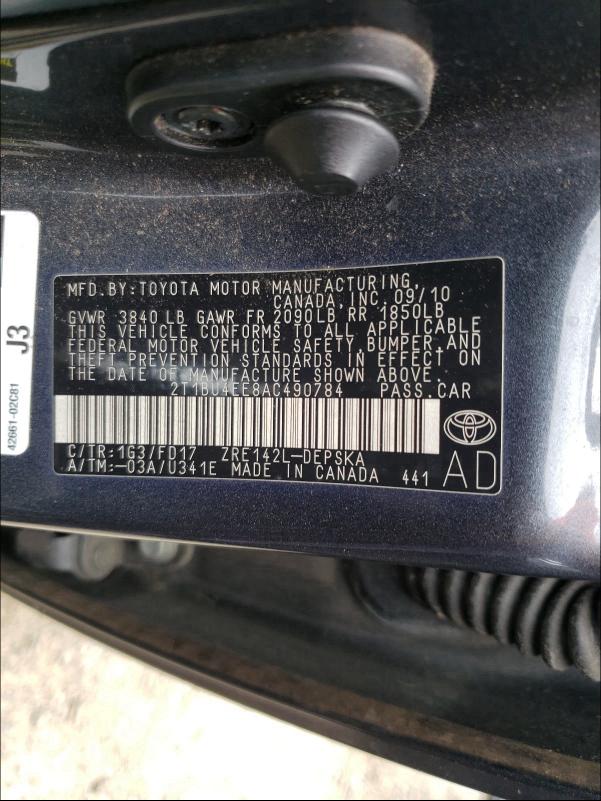 MFD.BY:TOYOTA MOTOR MANUFACTURING,
CANADA,INC. 09/10
GVWR 3840 LB GAWR FR 2090LB RR 1850LB
THIS VEHICLE CONFORMS TO ALL APPLICABLE
FEDERAL MOTOR VEHICLE SAFETY,BUMPER,AND
THEFT PREVENTION STANDARDS IN EFFECT ON
THE DATE OF MANUFACTURE SHOWN ABOVE.
2T1BU4EE8AC490784 PASS.CAR
C/TR:1G3/FD17 ZRE142L-DEPSKA
A/TM:-03A/U341E MADE IN CANADA 441
AD
J3
42661-02C81